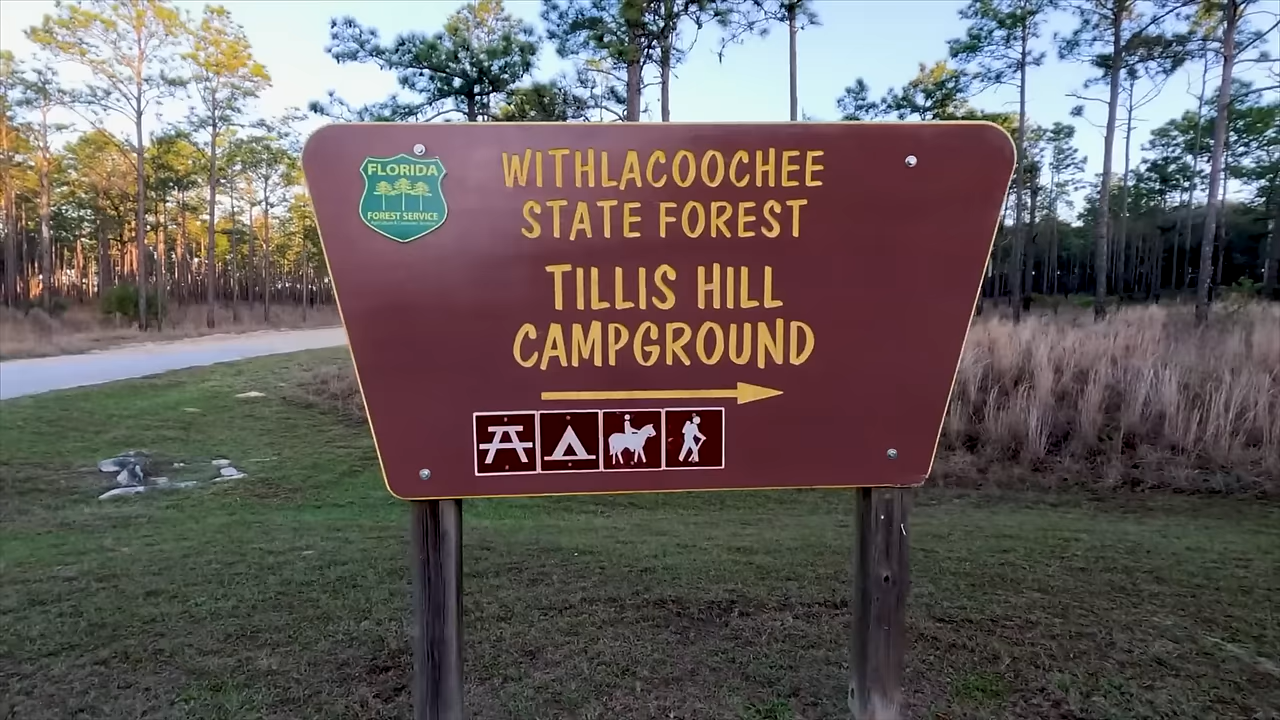 FLORIDA
FOREST SERVICE
WITHLACOOCHEE
STATE FOREST
TILLIS HILL
CAMPGROUND